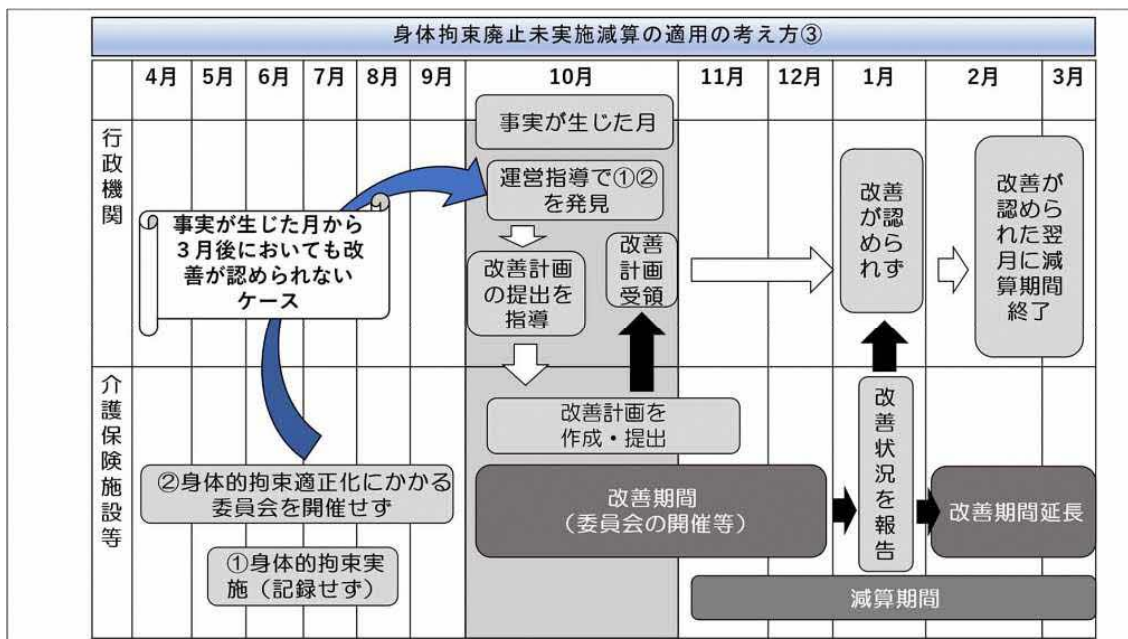 身体拘束廃止未実施減算の適用の考え方③
4月
5月
6月
7月
8月
9月
10月
11月
12月
1月
2月
3月
行政機関
事実が生じた月
運営指導で①②
を発見
事実が生じた月から
３月後においても改
善が認められない
ケース
改善計画
の提出を
指導
改善
計画
受領
改善
が認
めら
れず
改善が
認めら
れた翌
月に減
算期間
終了
介護保険施設等
改善計画を
作成・提出
②身体的拘束適正化にかかる
委員会を開催せず
①身体的拘束実
施（記録せず）
改善期間
（委員会の開催等）
改善状況を報告
改善期間延長
減算期間